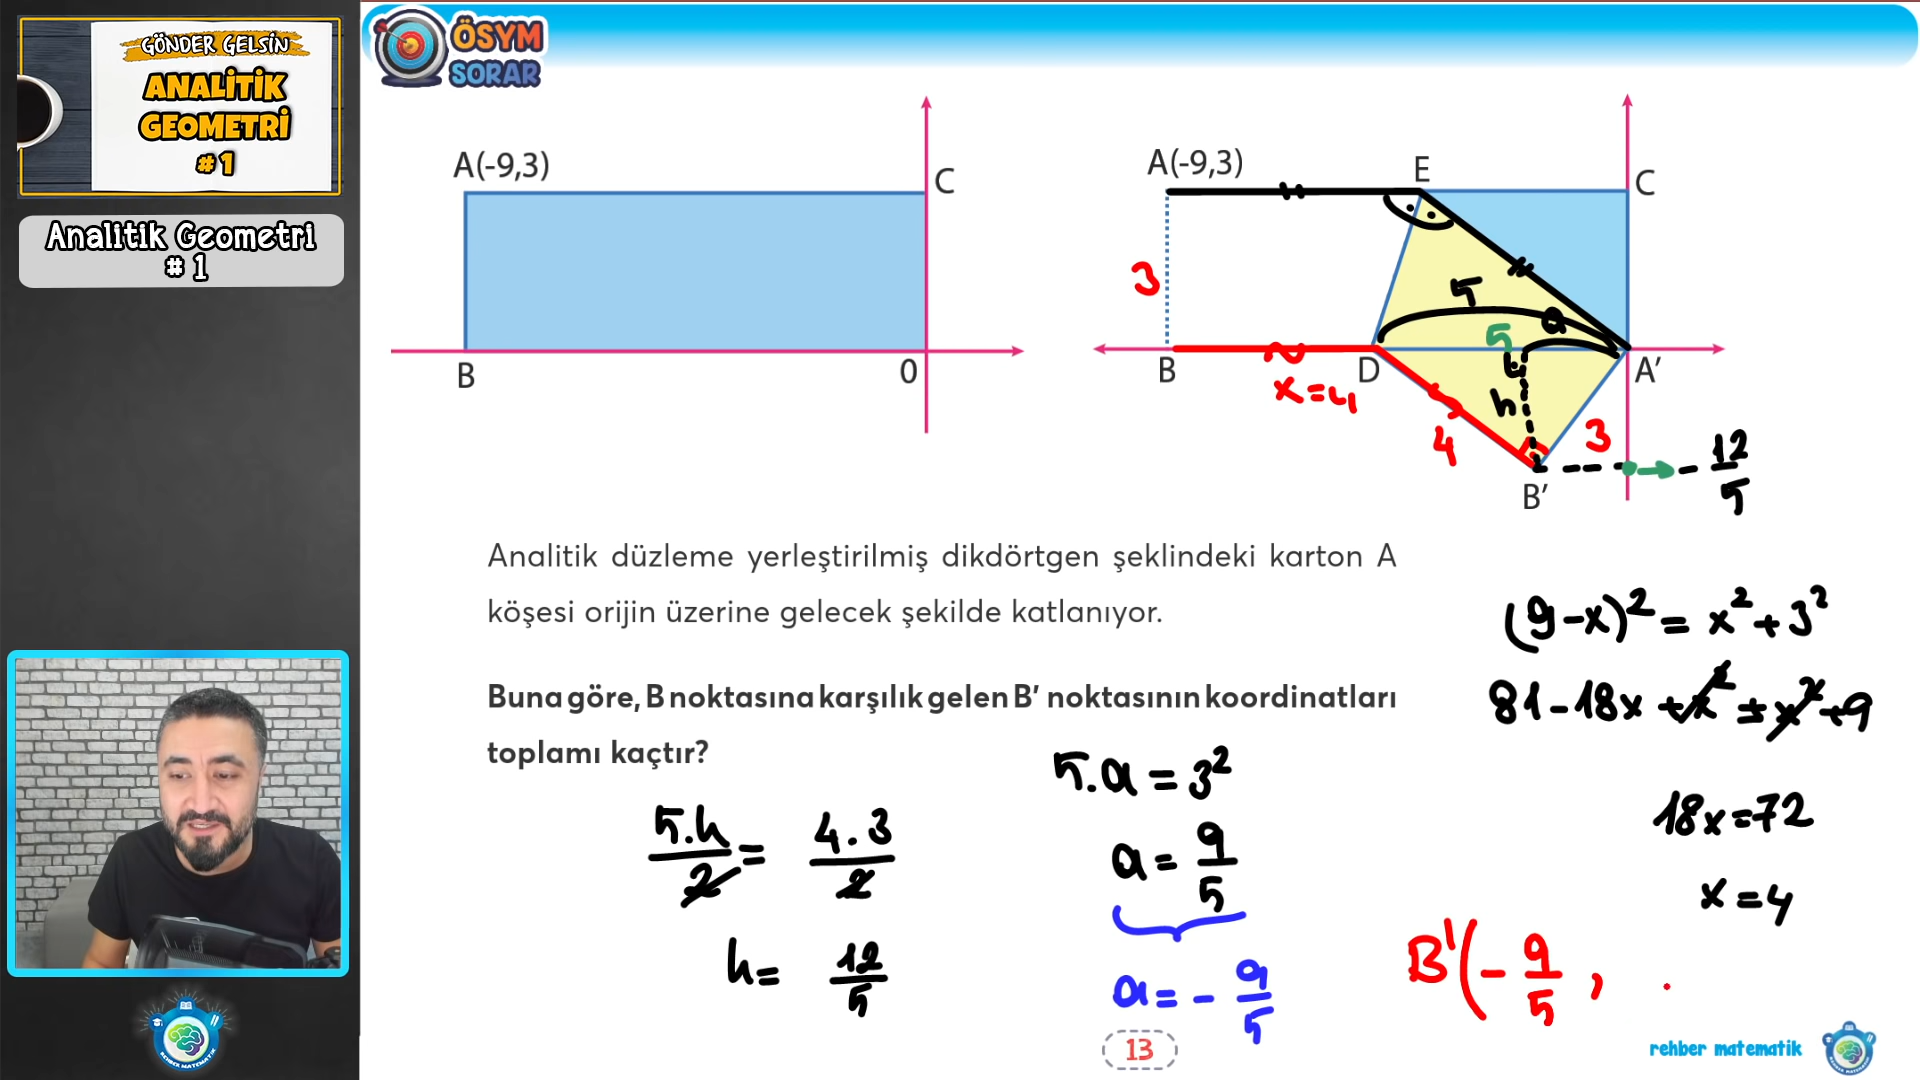 GÖNDER GELSİN
ANALİTİK
GEOMETRİ
#1
Analitik Geometri
#1
ÖSYM
SORAR
A(-9,3)
C
B
0
A(-9,3)
E
C
3
5
a
5
B
D
A'
x=4
h
4
3
B'
-12/5
Analitik düzleme yerleştirilmiş dikdörtgen şeklindeki karton A
köşesi orijin üzerine gelecek şekilde katlanıyor.
Buna göre, B noktasına karşılık gelen B' noktasının koordinatları
toplamı kaçtır?
(9-x)² = x²+3²
81-18x+x² = x²+9
18x=72
x=4
5.h/2 = 4.3/2
h= 12/5
5.a = 3²
a = 9/5
a = -9/5
B'(-9/5 ,
13
rehber matematik
REHBER MATEMATİK